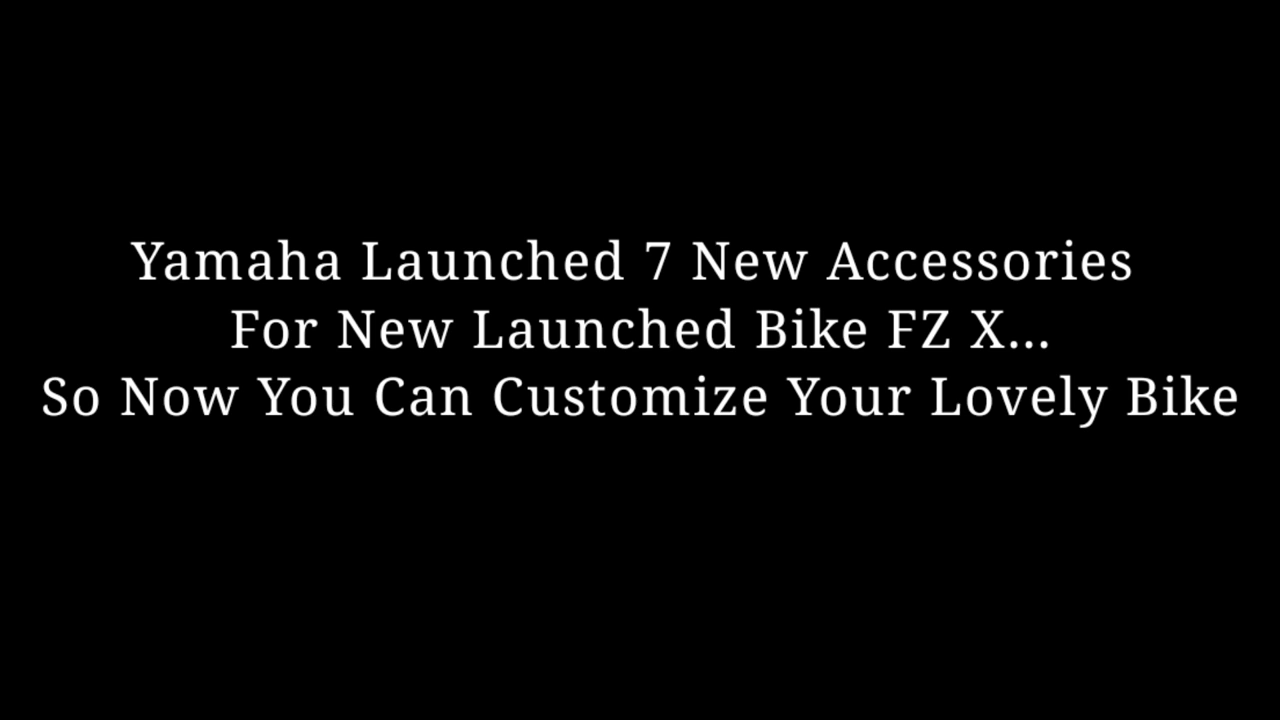 Yamaha Launched 7 New Accessories
For New Launched Bike FZ X...
So Now You Can Customize Your Lovely Bike